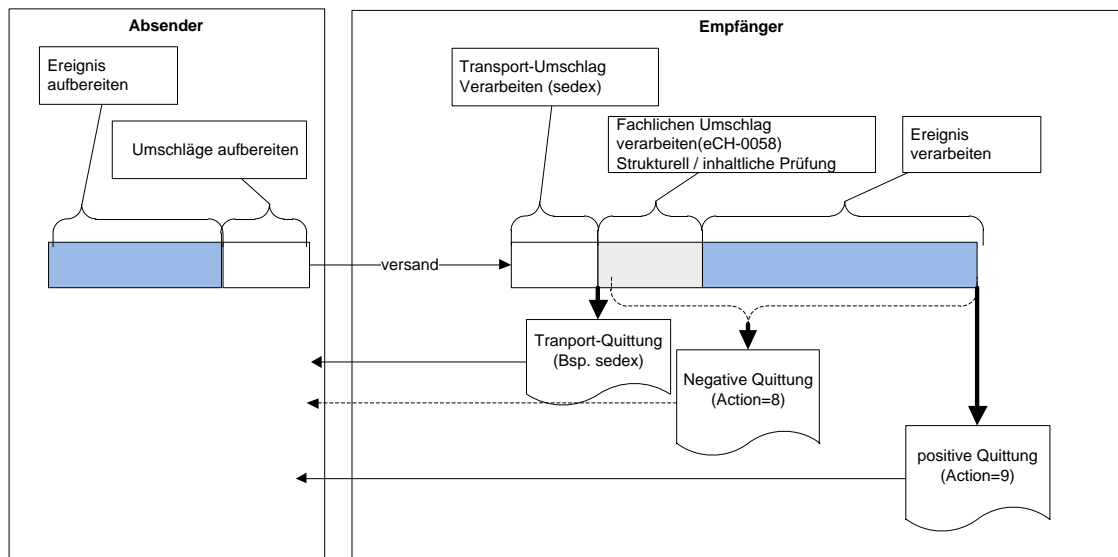 Absender
Empfänger
Ereignis
aufbereiten
Umschläge aufbereiten
Transport-Umschlag
Verarbeiten (sedex)
Fachlichen Umschlag
verarbeiten(eCH-0058)
Strukturell / inhaltliche Prüfung
Ereignis
verarbeiten
versand
Tranport-Quittung
(Bsp. sedex)
Negative Quittung
(Action=8)
positive Quittung
(Action=9)